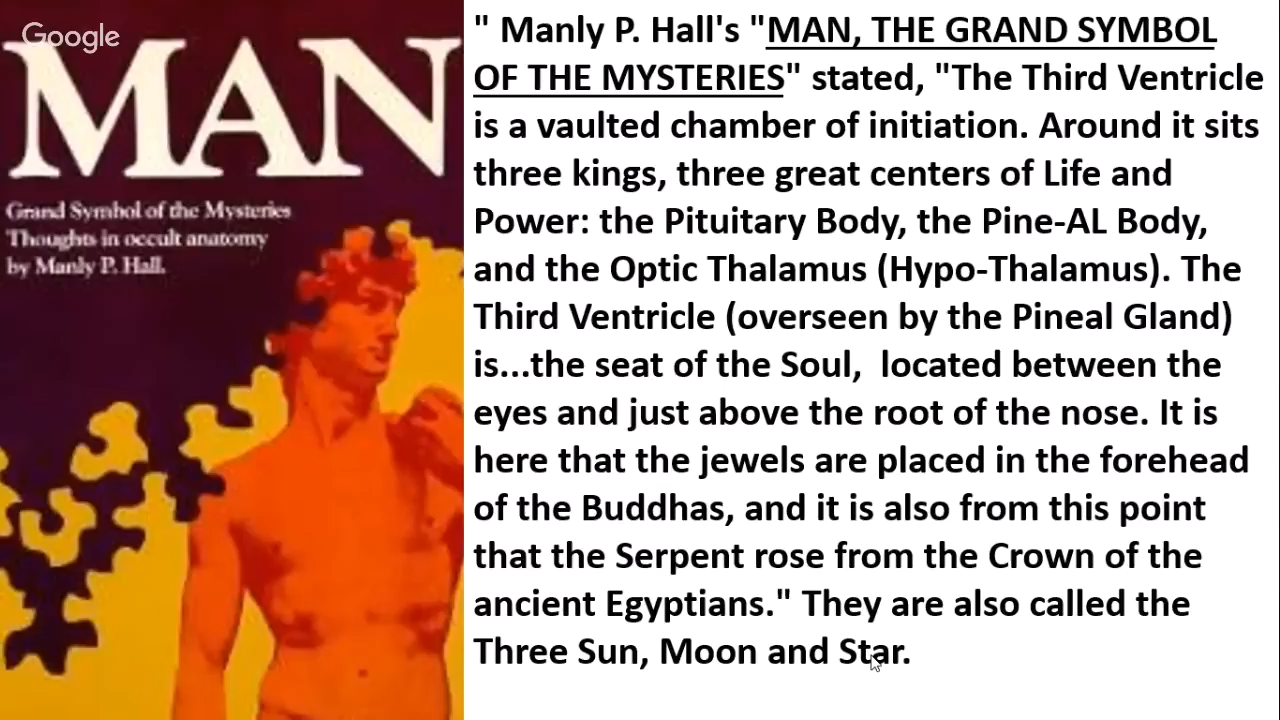 Google
MAN
Grand Symbol of the Mysteries
Thoughts in occult anatomy
by Manly P. Hall.
" Manly P. Hall's "MAN, THE GRAND SYMBOL
OF THE MYSTERIES" stated, "The Third Ventricle
is a vaulted chamber of initiation. Around it sits
three kings, three great centers of Life and
Power: the Pituitary Body, the Pine-AL Body,
and the Optic Thalamus (Hypo-Thalamus). The
Third Ventricle (overseen by the Pineal Gland)
is...the seat of the Soul,  located between the
eyes and just above the root of the nose. It is
here that the jewels are placed in the forehead
of the Buddhas, and it is also from this point
that the Serpent rose from the Crown of the
ancient Egyptians." They are also called the
Three Sun, Moon and Star.